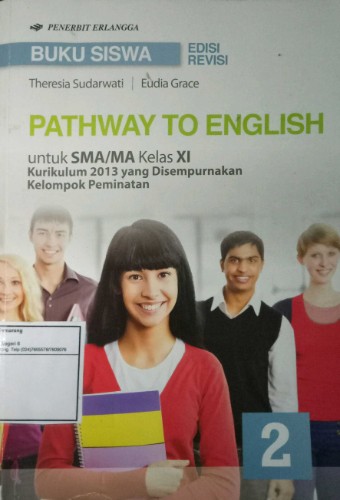 PENERBIT ERLANGGA
BUKU SISWA
EDISI
REVISI
Theresia Sudarwati | Eudia Grace
PATHWAY TO ENGLISH
untuk SMA/MA Kelas XI
Kurikulum 2013 yang Disempurnakan
Kelompok Peminatan
2